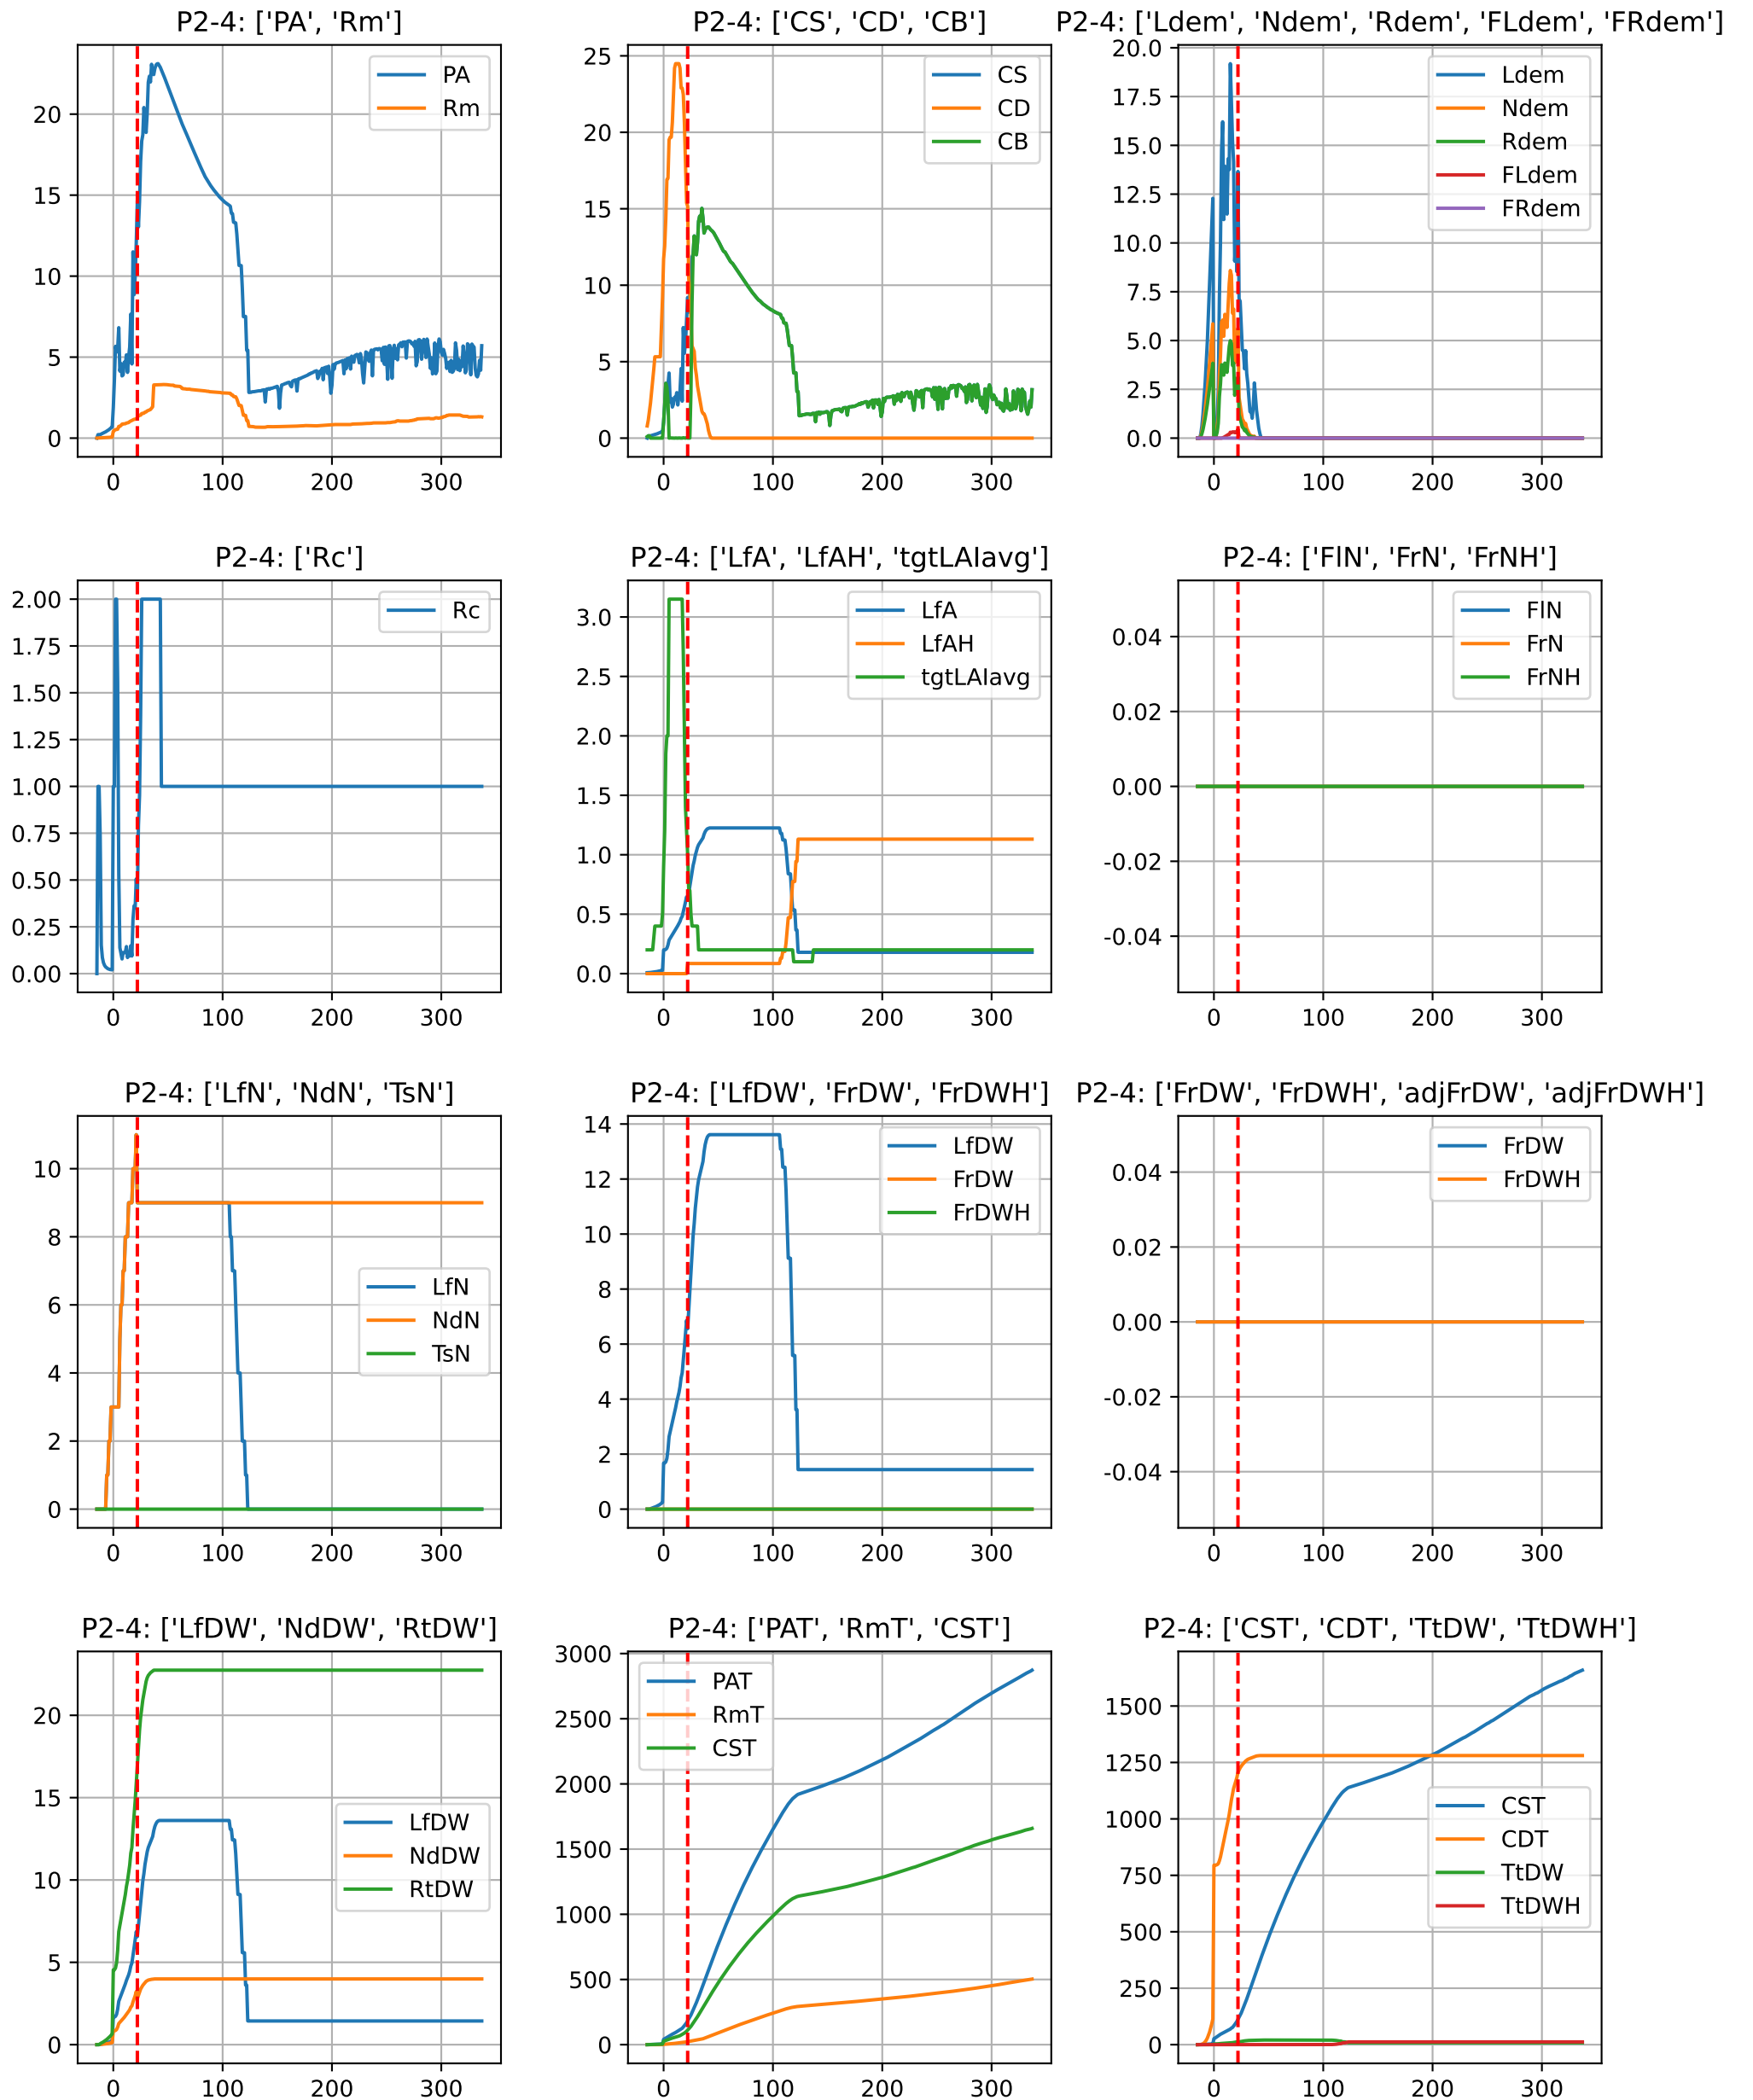 P2-4: ['PA', 'Rm']
PA
Rm
20
15
10
5
0
0 100 200 300
P2-4: ['CS', 'CD', 'CB']
CS
CD
CB
25
20
15
10
5
0
0 100 200 300
P2-4: ['Ldem', 'Ndem', 'Rdem', 'FLdem', 'FRdem']
Ldem
Ndem
Rdem
FLdem
FRdem
20.0
17.5
15.0
12.5
10.0
7.5
5.0
2.5
0.0
0 100 200 300
P2-4: ['Rc']
Rc
2.00
1.75
1.50
1.25
1.00
0.75
0.50
0.25
0.00
0 100 200 300
P2-4: ['LfA', 'LfAH', 'tgtLAIavg']
LfA
LfAH
tgtLAIavg
3.0
2.5
2.0
1.5
1.0
0.5
0.0
0 100 200 300
P2-4: ['FlN', 'FrN', 'FrNH']
FlN
FrN
FrNH
0.04
0.02
0.00
-0.02
-0.04
0 100 200 300
P2-4: ['LfN', 'NdN', 'TsN']
LfN
NdN
TsN
10
8
6
4
2
0
0 100 200 300
P2-4: ['LfDW', 'FrDW', 'FrDWH']
LfDW
FrDW
FrDWH
14
12
10
8
6
4
2
0
0 100 200 300
P2-4: ['FrDW', 'FrDWH', 'adjFrDW', 'adjFrDWH']
FrDW
FrDWH
0.04
0.02
0.00
-0.02
-0.04
0 100 200 300
P2-4: ['LfDW', 'NdDW', 'RtDW']
LfDW
NdDW
RtDW
20
15
10
5
0
0 100 200 300
P2-4: ['PAT', 'RmT', 'CST']
PAT
RmT
CST
3000
2500
2000
1500
1000
500
0
0 100 200 300
P2-4: ['CST', 'CDT', 'TtDW', 'TtDWH']
CST
CDT
TtDW
TtDWH
1500
1250
1000
750
500
250
0
0 100 200 300